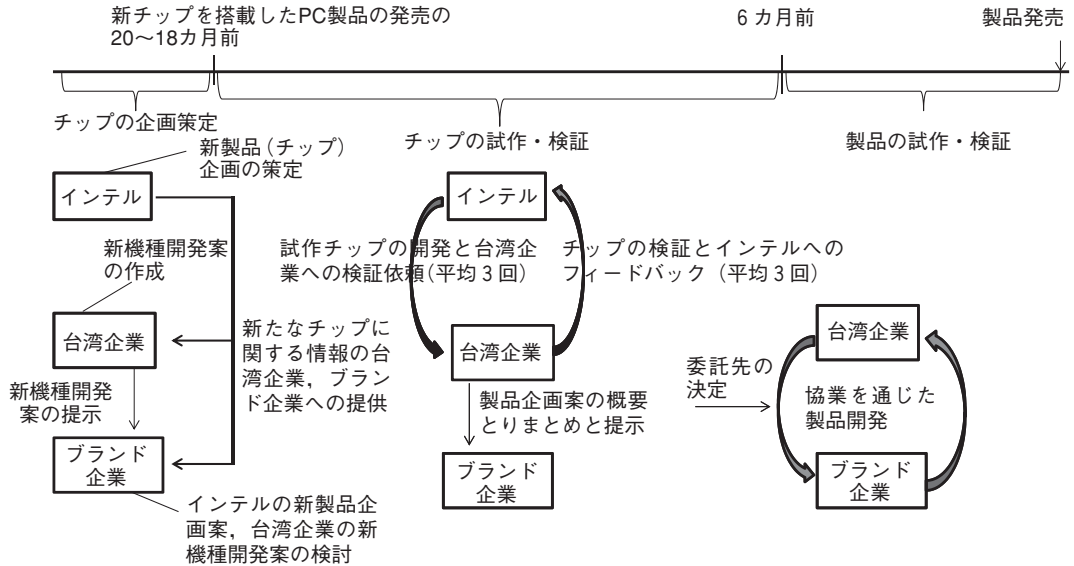 新チップを搭載したPC製品の発売の
20〜18カ月前
6カ月前
製品発売
チップの企画策定
チップの試作・検証
製品の試作・検証
新製品(チップ)
企画の策定
インテル
新機種開発案
の作成
台湾企業
新たなチップに
関する情報の台
湾企業，ブラン
ド企業への提供
新機種開発
案の提示
ブランド
企業
インテルの新製品企
画案，台湾企業の新
機種開発案の検討
インテル
試作チップの開発と台湾企
業への検証依頼(平均3回)
チップの検証とインテルへの
フィードバック（平均3回）
台湾企業
製品企画案の概要
とりまとめと提示
ブランド
企業
台湾企業
委託先の
決定
協業を通じた
製品開発
ブランド
企業